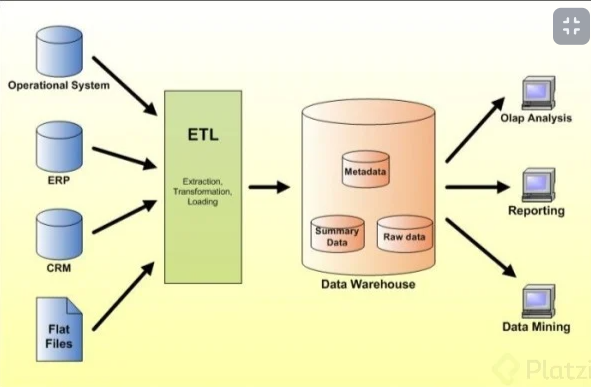 Operational System
ERP
CRM
Flat
Files
ETL
Extraction,
Transformation,
Loading
Metadata
Summary
Data
Raw data
Data Warehouse
Olap Analysis
Reporting
Data Mining
Platzi